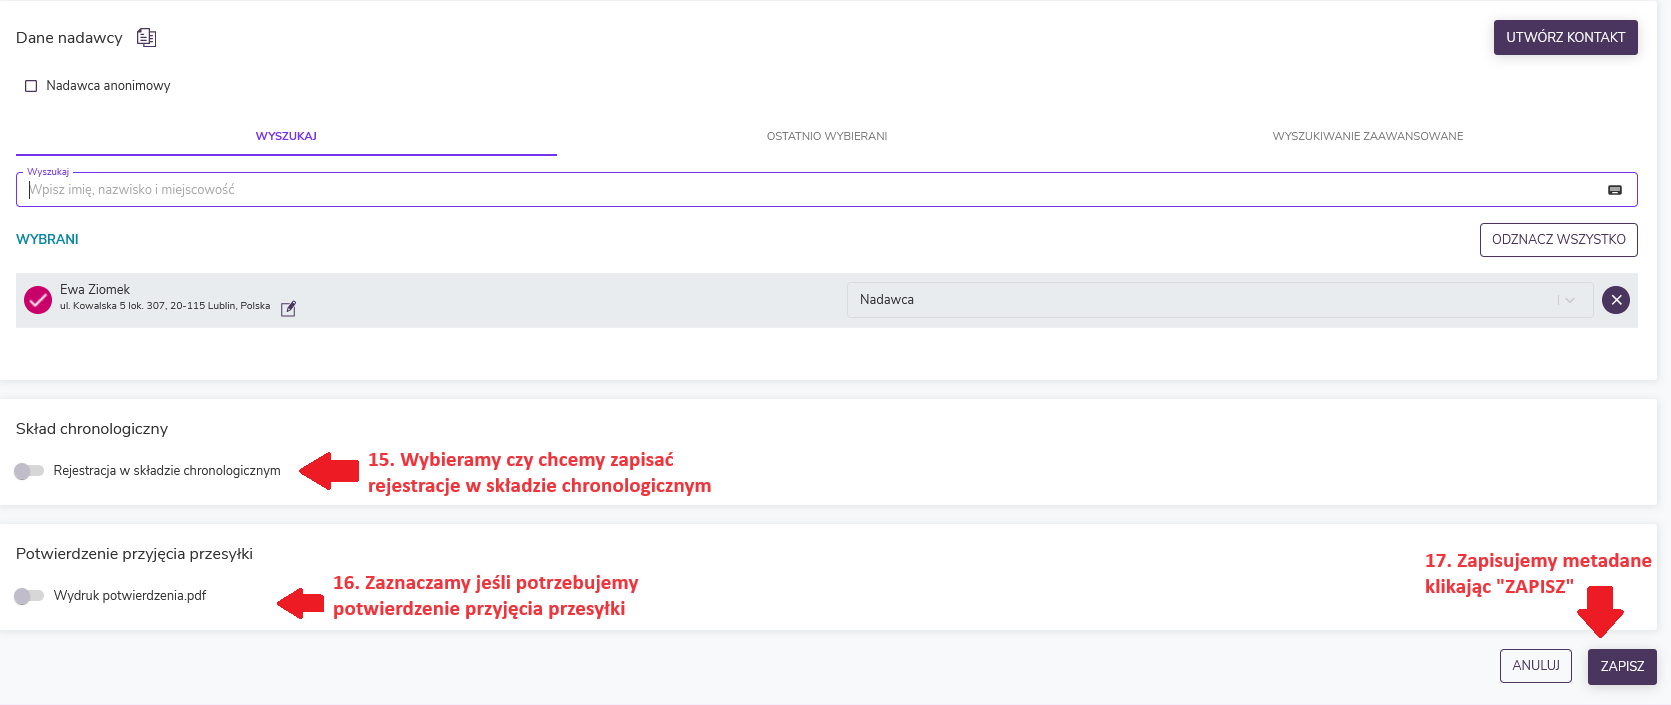 Dane nadawcy
UTWÓRZ KONTAKT
Nadawca anonimowy
WYSZUKAJ
OSTATNIO WYBIERANI
WYSZUKIWANIE ZAAWANSOWANE
Wyszukaj
Wpisz imię, nazwisko i miejscowość
WYBRANI
ODZNACZ WSZYSTKO
Ewa Ziomek
ul. Kowalska 5 lok. 307, 20-115 Lublin, Polska
Nadawca
Skład chronologiczny
Rejestracja w składzie chronologicznym
15. Wybieramy czy chcemy zapisać
rejestracje w składzie chronologicznym
Potwierdzenie przyjęcia przesyłki
Wydruk potwierdzenia.pdf
16. Zaznaczamy jeśli potrzebujemy
potwierdzenie przyjęcia przesyłki
17. Zapisujemy metadane
klikając "ZAPISZ"
ANULUJ
ZAPISZ